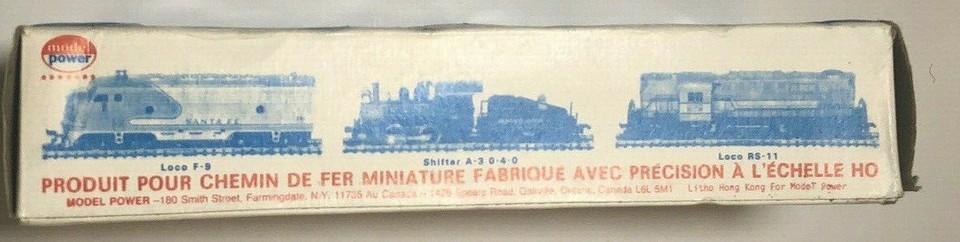 model
power
SANTA FE
Loco F-9
Shifter A-3 0-4-0
Loco RS-11
PRODUIT POUR CHEMIN DE FER MINIATURE FABRIQUE AVEC PRÉCISION À L'ÉCHELLE HO
MODEL POWER –180 Smith Street, Farmingdale, N.Y. 11735 Au Canada – Speers Road, Oakville, Ontario, Canada L6L 5M1 Litho Hong Kong For Model Power